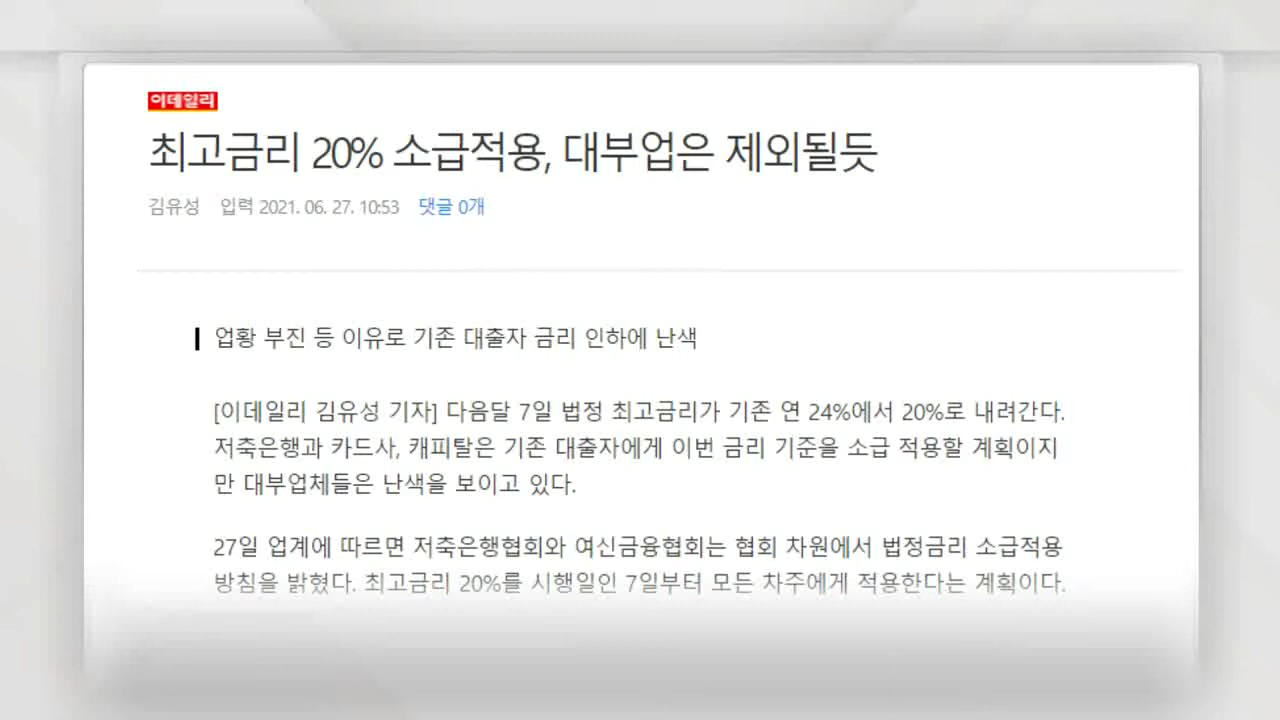 이데일리
최고금리 20% 소급적용, 대부업은 제외될듯
김유성 입력 2021. 06. 27. 10:53 댓글 0개
업황 부진 등 이유로 기존 대출자 금리 인하에 난색
[이데일리 김유성 기자] 다음달 7일 법정 최고금리가 기존 연 24%에서 20%로 내려간다.
저축은행과 카드사, 캐피탈은 기존 대출자에게 이번 금리 기준을 소급 적용할 계획이지
만 대부업체들은 난색을 보이고 있다.
27일 업계에 따르면 저축은행협회와 여신금융협회는 협회 차원에서 법정금리 소급적용
방침을 밝혔다. 최고금리 20%를 시행일인 7일부터 모든 차주에게 적용한다는 계획이다.